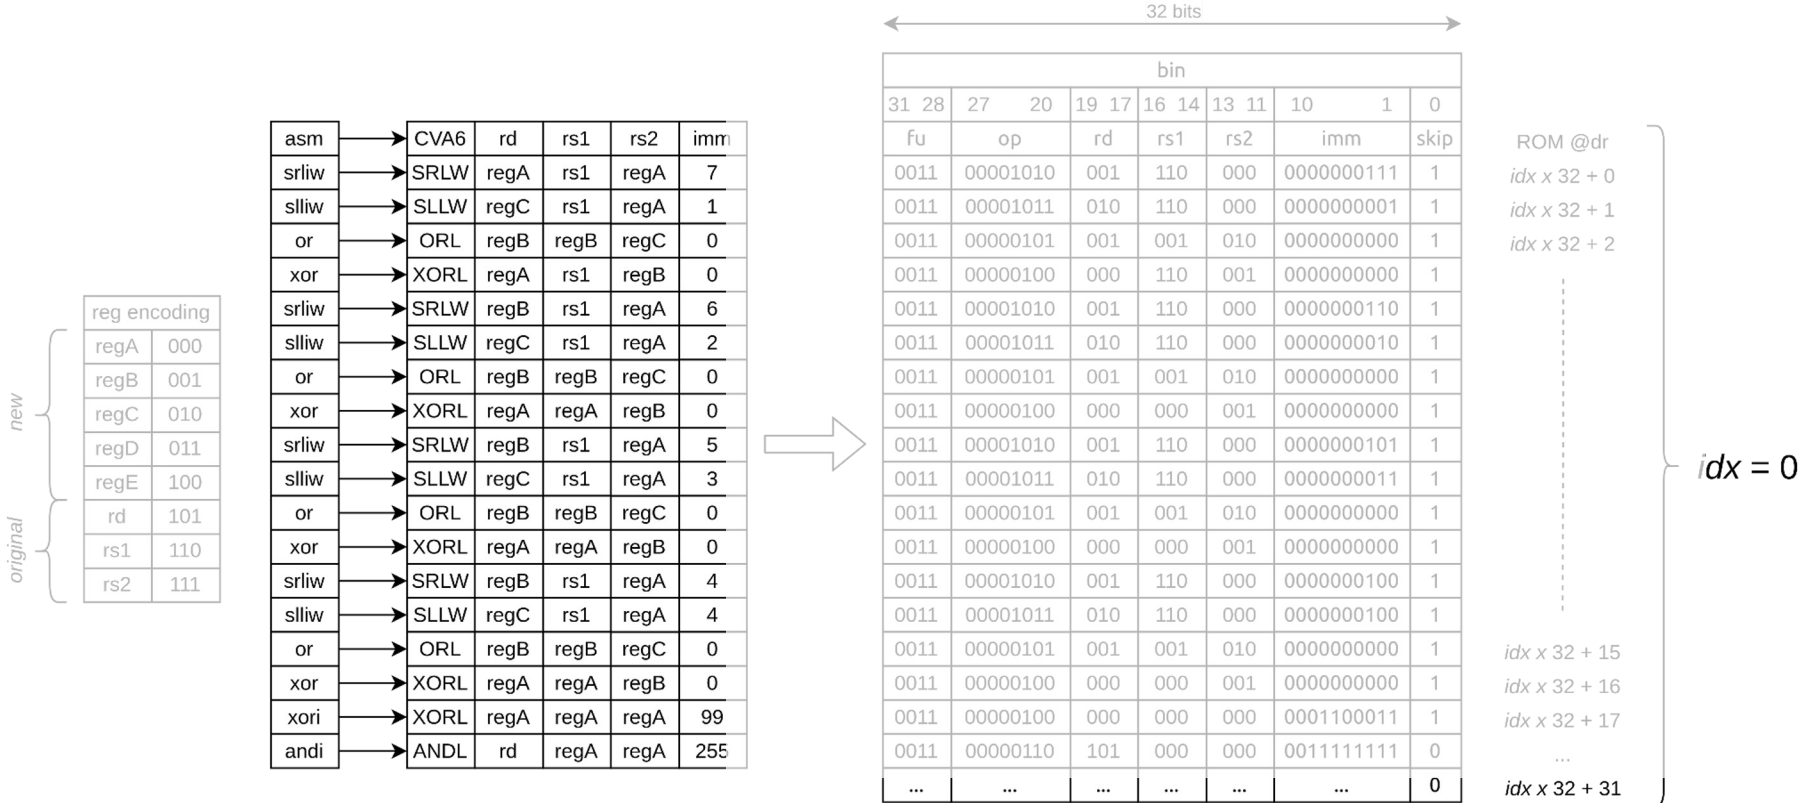 32 bits
bin
31 28 27 20 19 17 16 14 13 11 10 1 0
asm CVA6 rd rs1 rs2 imm fu op rd rs1 rs2 imm skip ROM @dr
srliw SRLW regA rs1 regA 7 0011 00001010 001 110 000 0000000111 1 idx x 32 + 0
slliw SLLW regC rs1 regA 1 0011 00001011 010 110 000 0000000001 1 idx x 32 + 1
or ORL regB regB regC 0 0011 00000101 001 001 010 0000000000 1 idx x 32 + 2
xor XORL regA rs1 regB 0 0011 00000100 000 110 001 0000000000 1
reg encoding srliw SRLW regB rs1 regA 6 0011 00001010 001 110 000 0000000110 1
regA 000 slliw SLLW regC rs1 regA 2 0011 00001011 010 110 000 0000000010 1
regB 001 or ORL regB regB regC 0 0011 00000101 001 001 010 0000000000 1
new regC 010 xor XORL regA regA regB 0 0011 00000100 000 000 001 0000000000 1
regD 011 srliw SRLW regB rs1 regA 5 0011 00001010 001 110 000 0000000101 1
regE 100 slliw SLLW regC rs1 regA 3 0011 00001011 010 110 000 0000000011 1 idx = 0
rd 101 or ORL regB regB regC 0 0011 00000101 001 001 010 0000000000 1
original rs1 110 xor XORL regA regA regB 0 0011 00000100 000 000 001 0000000000 1
rs2 111 srliw SRLW regB rs1 regA 4 0011 00001010 001 110 000 0000000100 1
slliw SLLW regC rs1 regA 4 0011 00001011 010 110 000 0000000100 1
or ORL regB regB regC 0 0011 00000101 001 001 010 0000000000 1 idx x 32 + 15
xor XORL regA regA regB 0 0011 00000100 000 000 001 0000000000 1 idx x 32 + 16
xori XORL regA regA regA 99 0011 00000100 000 000 000 0001100011 1 idx x 32 + 17
andi ANDL rd regA regA 255 0011 00000110 101 000 000 0011111111 0 ...
... ... ... ... ... ... 0 idx x 32 + 31